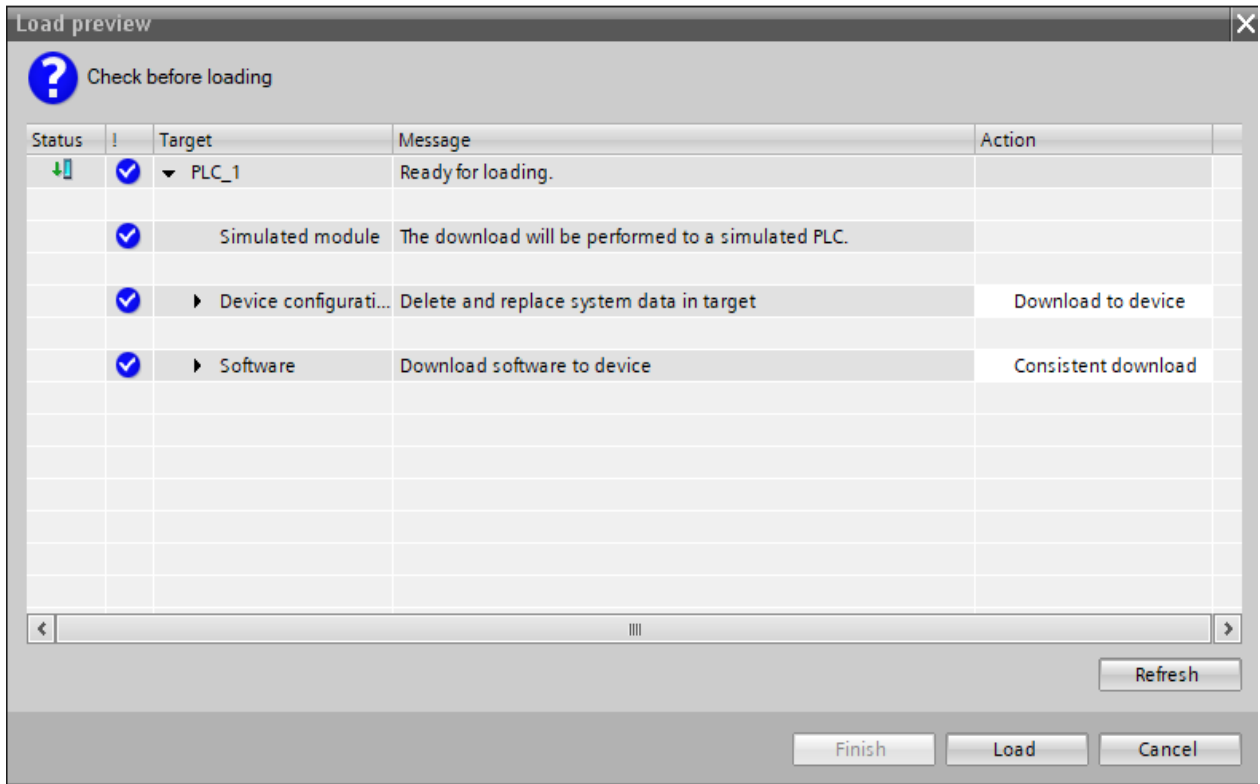 Load preview
Check before loading
Status ! Target Message Action
PLC_1 Ready for loading.
Simulated module The download will be performed to a simulated PLC.
Device configurati... Delete and replace system data in target Download to device
Software Download software to device Consistent download
Refresh
Finish Load Cancel